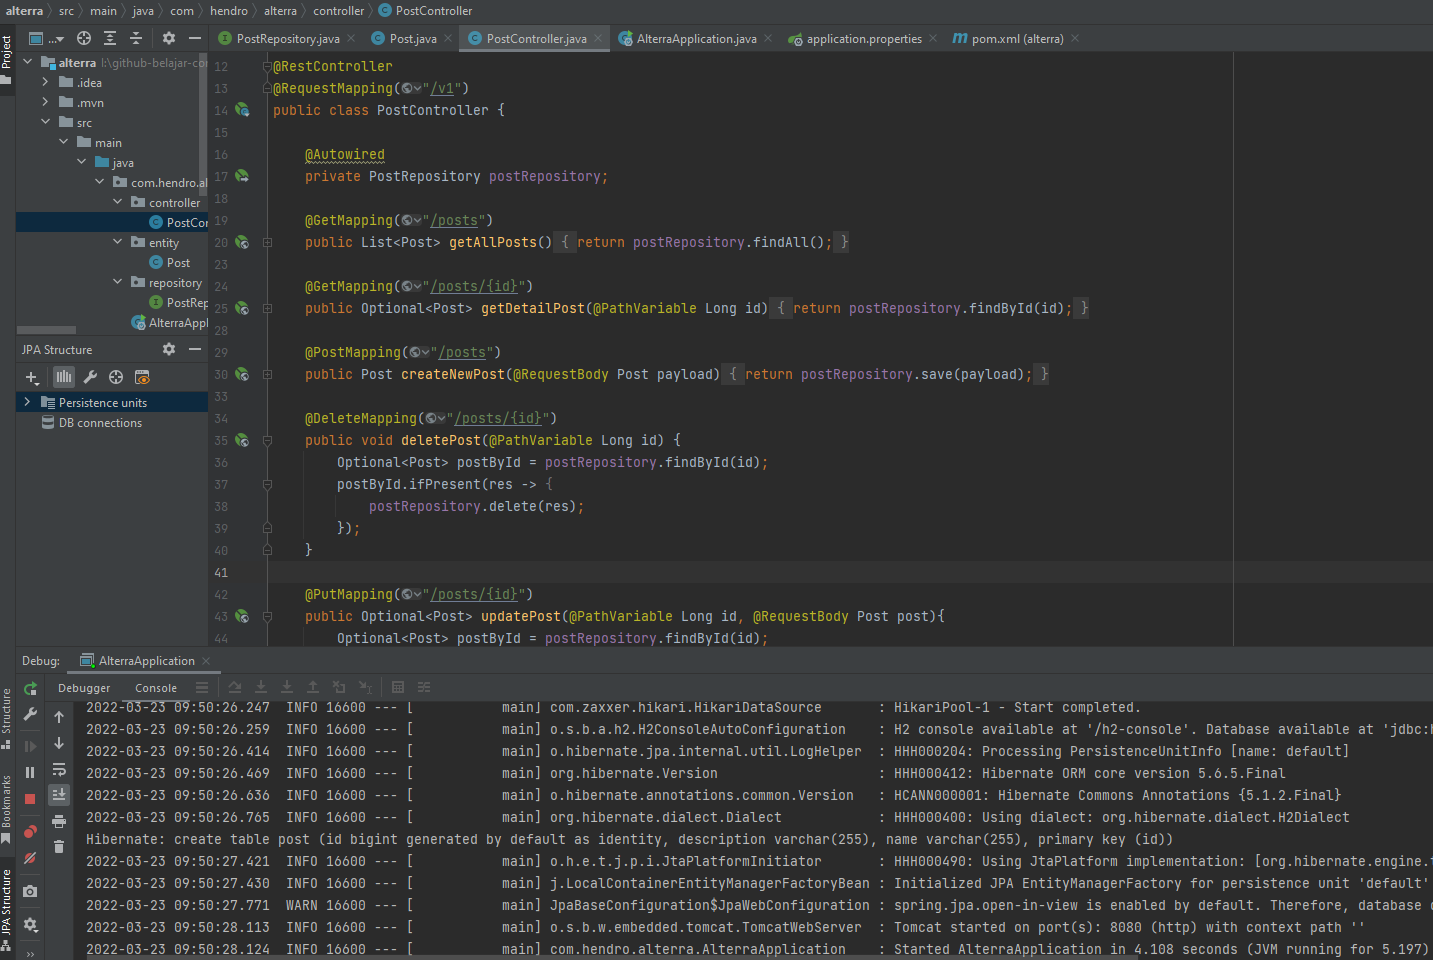 alterra src main java com hendro alterra controller PostController
PostRepository.java Post.java PostController.java AlterraApplication.java application.properties pom.xml (alterra)
Project
alterra l:\github-belajar-co
.idea
.mvn
src
main
java
com.hendro.al
controller
PostCor
entity
Post
repository
PostRep
AlterraAppl
JPA Structure
Persistence units
DB connections
12 @RestController
13 @RequestMapping("/v1")
14 public class PostController {
15
16 @Autowired
17 private PostRepository postRepository;
18
19 @GetMapping("/posts")
20 public List<Post> getAllPosts() { return postRepository.findAll(); }
23
24 @GetMapping("/posts/{id}")
25 public Optional<Post> getDetailPost(@PathVariable Long id) { return postRepository.findById(id); }
28
29 @PostMapping("/posts")
30 public Post createNewPost(@RequestBody Post payload) { return postRepository.save(payload); }
33
34 @DeleteMapping("/posts/{id}")
35 public void deletePost(@PathVariable Long id) {
36 Optional<Post> postById = postRepository.findById(id);
37 postById.ifPresent(res -> {
38 postRepository.delete(res);
39 });
40 }
41
42 @PutMapping("/posts/{id}")
43 public Optional<Post> updatePost(@PathVariable Long id, @RequestBody Post post){
44 Optional<Post> postById = postRepository.findById(id);
Debug: AlterraApplication
Debugger Console
Structure
Bookmarks
JPA Structure
2022-03-23 09:50:26.247 INFO 16600 --- [ main] com.zaxxer.hikari.HikariDataSource : HikariPool-1 - Start completed.
2022-03-23 09:50:26.259 INFO 16600 --- [ main] o.s.b.a.h2.H2ConsoleAutoConfiguration : H2 console available at '/h2-console'. Database available at 'jdbc:h
2022-03-23 09:50:26.414 INFO 16600 --- [ main] o.hibernate.jpa.internal.util.LogHelper : HHH000204: Processing PersistenceUnitInfo [name: default]
2022-03-23 09:50:26.469 INFO 16600 --- [ main] org.hibernate.Version : HHH000412: Hibernate ORM core version 5.6.5.Final
2022-03-23 09:50:26.636 INFO 16600 --- [ main] o.hibernate.annotations.common.Version : HCANN000001: Hibernate Commons Annotations {5.1.2.Final}
2022-03-23 09:50:26.765 INFO 16600 --- [ main] org.hibernate.dialect.Dialect : HHH000400: Using dialect: org.hibernate.dialect.H2Dialect
Hibernate: create table post (id bigint generated by default as identity, description varchar(255), name varchar(255), primary key (id))
2022-03-23 09:50:27.421 INFO 16600 --- [ main] o.h.e.t.j.p.i.JtaPlatformInitiator : HHH000490: Using JtaPlatform implementation: [org.hibernate.engine.t
2022-03-23 09:50:27.430 INFO 16600 --- [ main] j.LocalContainerEntityManagerFactoryBean : Initialized JPA EntityManagerFactory for persistence unit 'default'
2022-03-23 09:50:27.771 WARN 16600 --- [ main] JpaBaseConfiguration$JpaWebConfiguration : spring.jpa.open-in-view is enabled by default. Therefore, database q
2022-03-23 09:50:28.113 INFO 16600 --- [ main] o.s.b.w.embedded.tomcat.TomcatWebServer : Tomcat started on port(s): 8080 (http) with context path ''
2022-03-23 09:50:28.124 INFO 16600 --- [ main] com.hendro.alterra.AlterraApplication : Started AlterraApplication in 4.108 seconds (JVM running for 5.197)